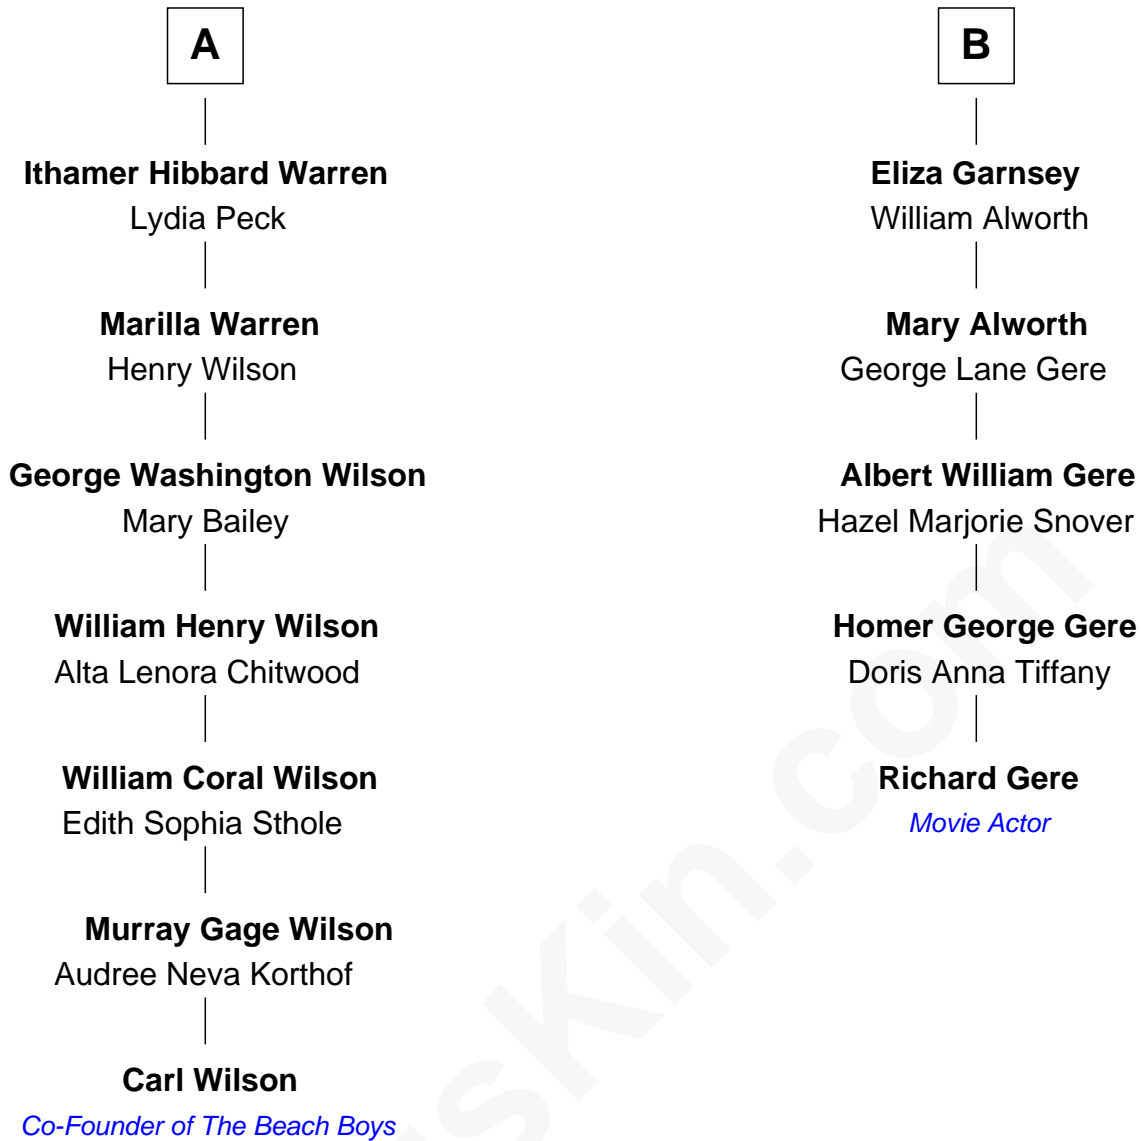 A
Ithamer Hibbard Warren
Lydia Peck
Marilla Warren
Henry Wilson
George Washington Wilson
Mary Bailey
William Henry Wilson
Alta Lenora Chitwood
William Coral Wilson
Edith Sophia Sthole
Murray Gage Wilson
Audree Neva Korthof
Carl Wilson
Co-Founder of The Beach Boys
B
Eliza Garnsey
William Alworth
Mary Alworth
George Lane Gere
Albert William Gere
Hazel Marjorie Snover
Homer George Gere
Doris Anna Tiffany
Richard Gere
Movie Actor
sKin.com